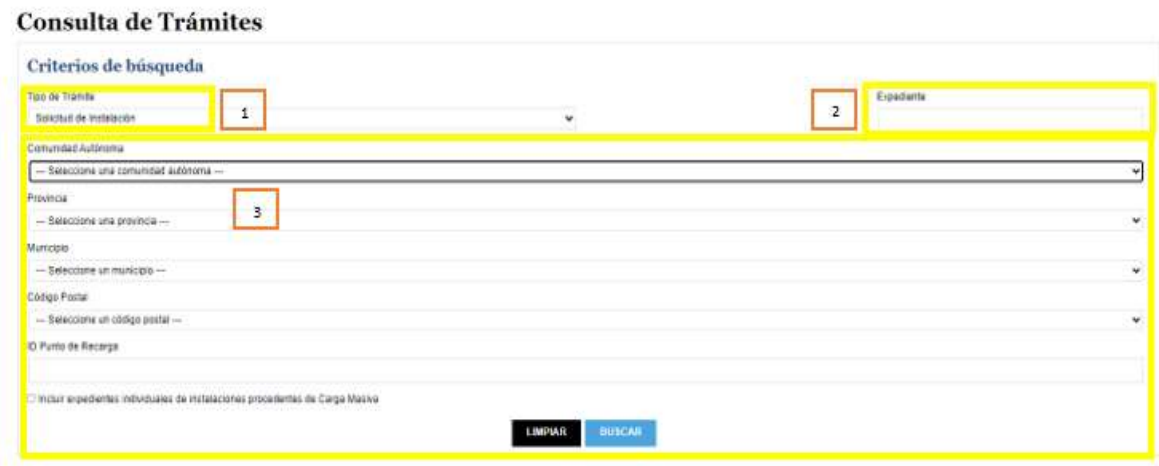 Consulta de Trámites
Criterios de búsqueda
Tipo de Trámite
Solicitud de Instalación
1
2
Expediente
Comunidad Autónoma
--- Seleccione una comunidad autónoma ---
Provincia
--- Seleccione una provincia ---
3
Municipio
--- Seleccione un municipio ---
Código Postal
--- Seleccione un código postal ---
ID Punto de Recarga
Incluir expedientes individuales de instalaciones procedentes de Carga Masiva
LIMPIAR BUSCAR